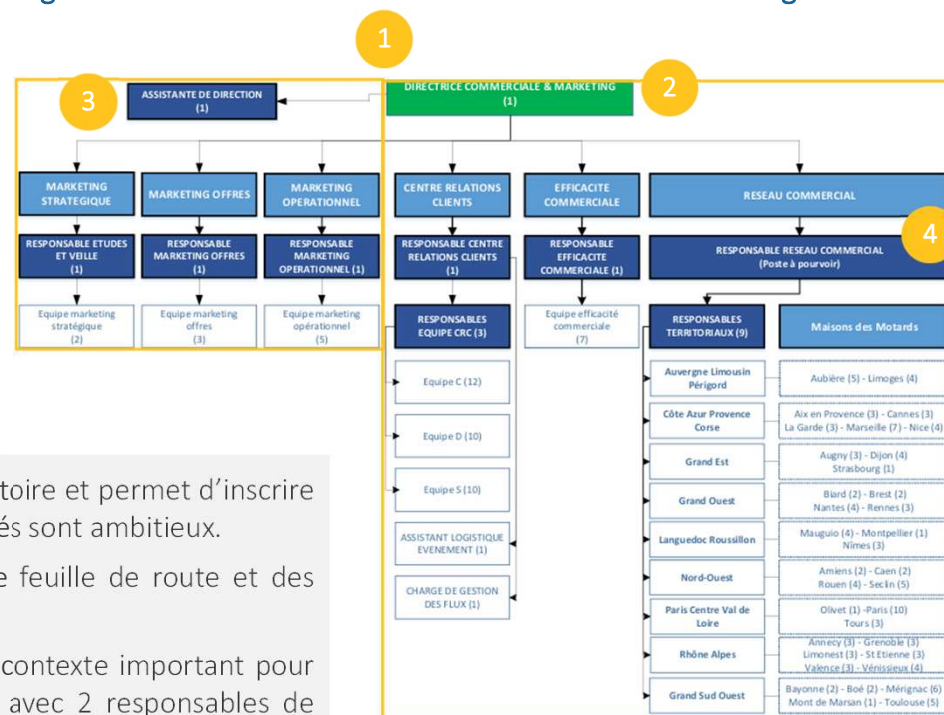 1
3
ASSISTANTE DE DIRECTION
(1)
DIRECTRICE COMMERCIALE & MARKETING
(1)
2
MARKETING
STRATEGIQUE
MARKETING OFFRES
MARKETING
OPERATIONNEL
CENTRE RELATIONS
CLIENTS
EFFICACITE
COMMERCIALE
RESEAU COMMERCIAL
4
RESPONSABLE ETUDES
ET VEILLE
(1)
RESPONSABLE
MARKETING OFFRES
(1)
RESPONSABLE
MARKETING
OPERATIONNEL (1)
RESPONSABLE CENTRE
RELATIONS CLIENTS
(1)
RESPONSABLE
EFFICACITE
COMMERCIALE (1)
RESPONSABLE RESEAU COMMERCIAL
(Poste à pourvoir)
Equipe marketing
stratégique
(2)
Equipe marketing
offres
(3)
Equipe marketing
opérationnel
(5)
RESPONSABLES
EQUIPE CRC (3)
Equipe efficacité
commerciale
(7)
RESPONSABLES
TERRITORIAUX (9)
Maisons des Motards
Equipe C (12)
Equipe D (10)
Equipe S (10)
ASSISTANT LOGISTIQUE
EVENEMENT (1)
CHARGE DE GESTION
DES FLUX (1)
Auvergne Limousin
Périgord
Aubière (5) - Limoges (4)
Côte Azur Provence
Corse
Aix en Provence (3) - Cannes (3)
La Garde (3) - Marseille (7) - Nice (4)
Grand Est
Augny (3) - Dijon (4)
Strasbourg (1)
Grand Ouest
Biard (2) - Brest (2)
Nantes (4) - Rennes (3)
Languedoc Roussillon
Mauguio (4) - Montpellier (1)
Nîmes (3)
Nord-Ouest
Amiens (2) - Caen (2)
Rouen (4) - Seclin (5)
Paris Centre Val de
Loire
Olivet (1) -Paris (10)
Tours (3)
Rhône Alpes
Annecy (3) - Grenoble (3)
Limonest (3) - St Etienne (3)
Valence (3) - Vénissieux (4)
Grand Sud Ouest
Bayonne (2) - Boé (2) - Mérignac (6)
Mont de Marsan (1) - Toulouse (5)
toire et permet d'inscrire
és sont ambitieux.
e feuille de route et des
contexte important pour
avec 2 responsables de